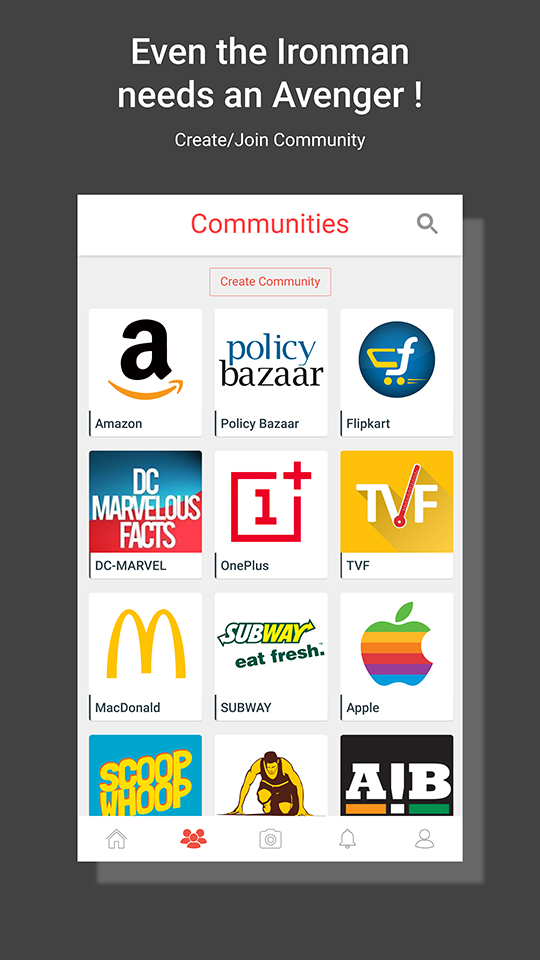 Even the Ironman
needs an Avenger !
Create/Join Community
Communities
Create Community
a
policy
bazaar
f
Amazon
Policy Bazaar
Flipkart
DC
MARVELOUS
FACTS
1+
TVF
DC-MARVEL
OnePlus
TVF
M
SUBWAY
eat fresh.™
MacDonald
SUBWAY
Apple
SCOOP
WHOOP
A!B